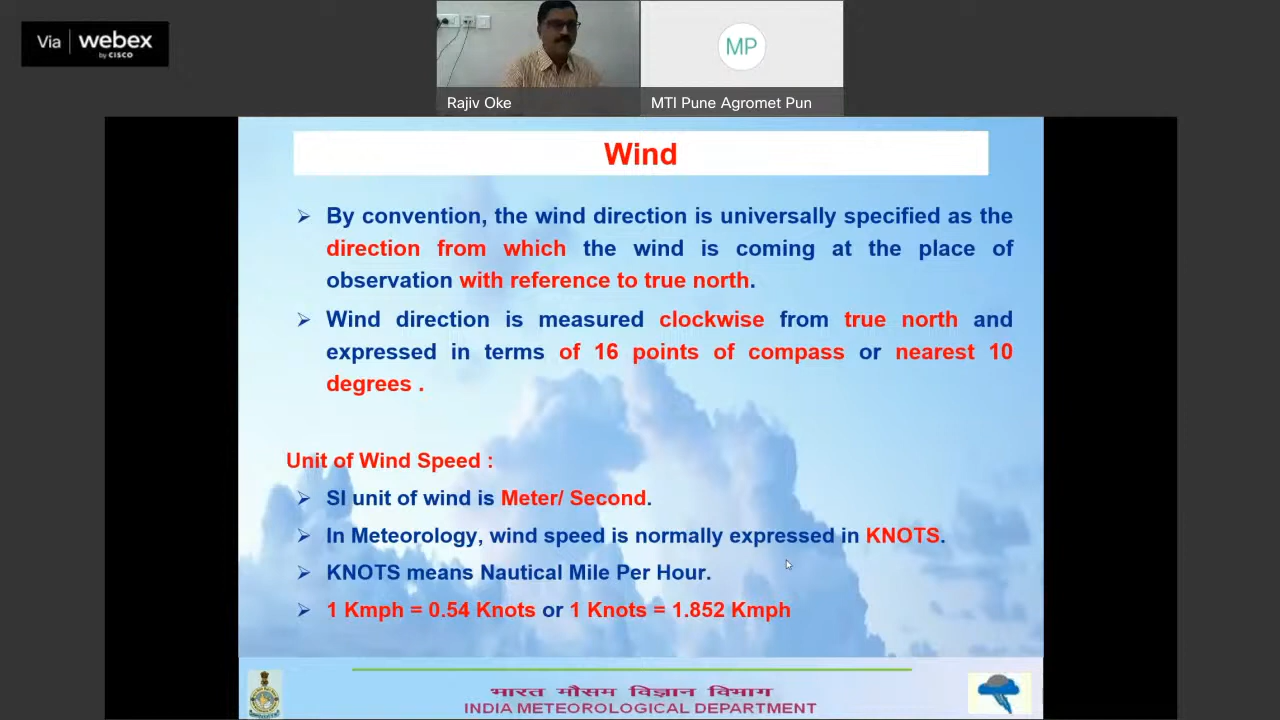 Via webex
by CISCO
MP
Rajiv Oke
MTI Pune Agromet Pun
Wind
By convention, the wind direction is universally specified as the
direction from which the wind is coming at the place of
observation with reference to true north.
Wind direction is measured clockwise from true north and
expressed in terms of 16 points of compass or nearest 10
degrees .
Unit of Wind Speed :
SI unit of wind is Meter/ Second.
In Meteorology, wind speed is normally expressed in KNOTS.
KNOTS means Nautical Mile Per Hour.
1 Kmph = 0.54 Knots or 1 Knots = 1.852 Kmph
भारत मौसम विज्ञान विभाग
INDIA METEOROLOGICAL DEPARTMENT